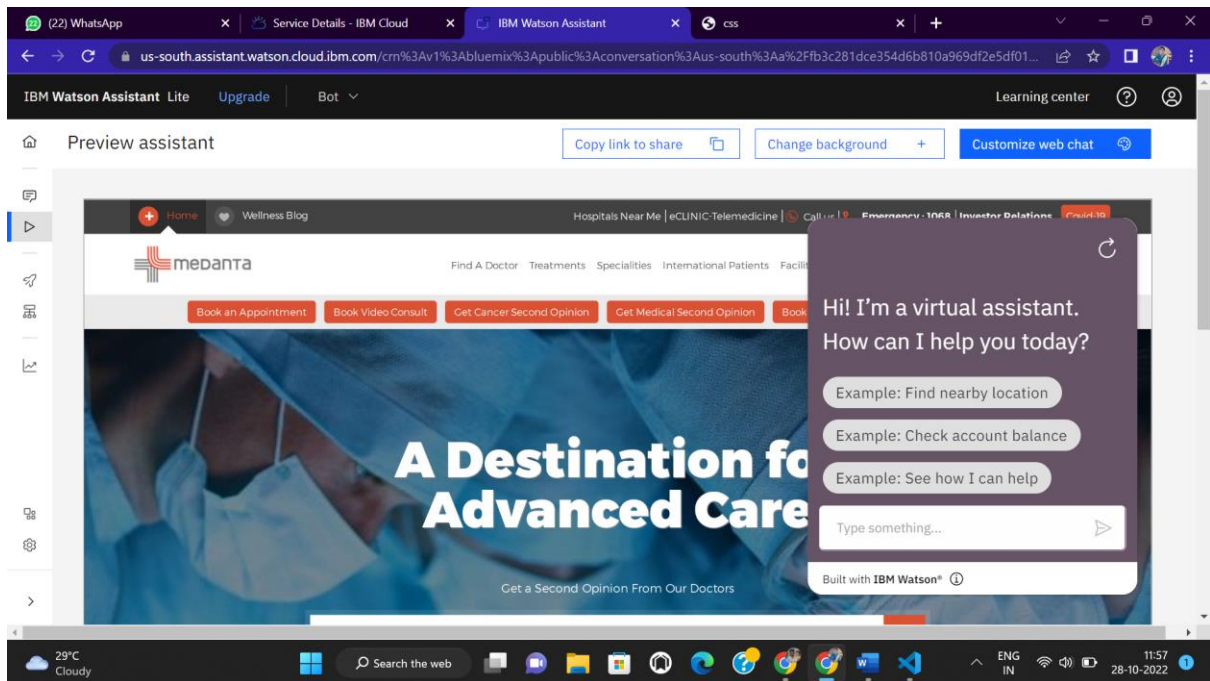 (22) WhatsApp
Service Details - IBM Cloud
IBM Watson Assistant
css
us-south.assistant.watson.cloud.ibm.com/crn%3Av1%3Abluemix%3Apublic%3Aconversation%3Aus-south%3Aa%2Ffb3c281dce354d6b810a969df2e5df01...
IBM Watson Assistant Lite Upgrade Bot Learning center
Preview assistant Copy link to share Change background + Customize web chat
Home Wellness Blog Hospitals Near Me | eCLINIC-Telemedicine | Call us | Emergency : 1068 | Investor Relations Covid-19
medanta
Find A Doctor Treatments Specialities International Patients
Book an Appointment Book Video Consult Get Cancer Second Opinion Get Medical Second Opinion Book
A Destination
Advanced Care
Get a Second Opinion From Our Doctors
Hi! I'm a virtual assistant.
How can I help you today?
Example: Find nearby location
Example: Check account balance
Example: See how I can help
Type something...
Built with IBM Watson®
29°C
Cloudy
Search the web
ENG
IN
11:57
28-10-2022
1